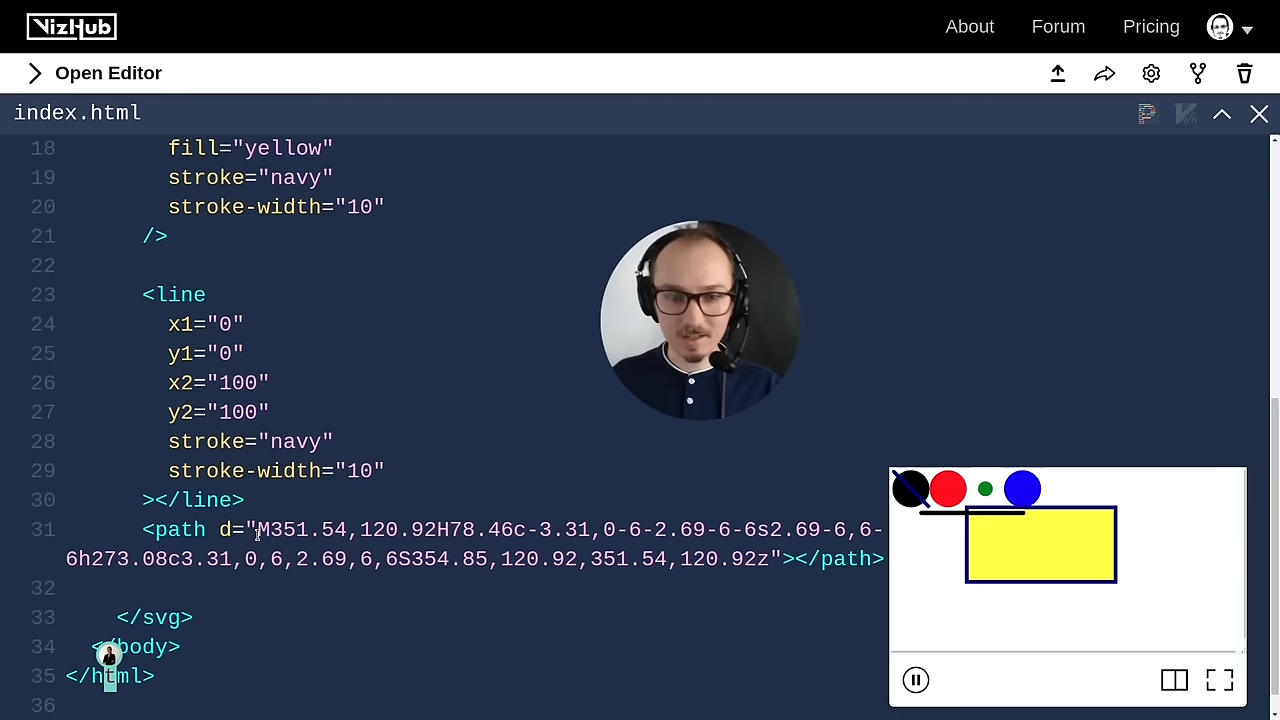 VizHub
About
Forum
Pricing
Open Editor
index.html
18 fill="yellow"
19 stroke="navy"
20 stroke-width="10"
21 />
22
23 <line
24 x1="0"
25 y1="0"
26 x2="100"
27 y2="100"
28 stroke="navy"
29 stroke-width="10"
30 ></line>
31 <path d="M351.54,120.92H78.46c-3.31,0-6-2.69-6-6s2.69-6,6-
6h273.08c3.31,0,6,2.69,6,6S354.85,120.92,351.54,120.92z"></path>
32
33 </svg>
34 </body>
35 </html>
36